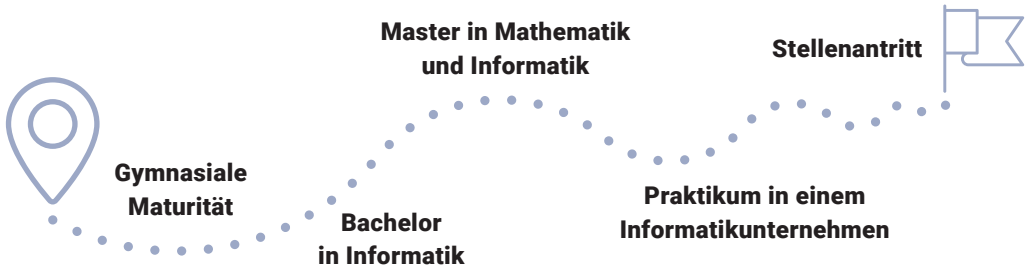 Gymnasiale
Maturität
Bachelor
in Informatik
Master in Mathematik
und Informatik
Praktikum in einem
Informatikunternehmen
Stellenantritt